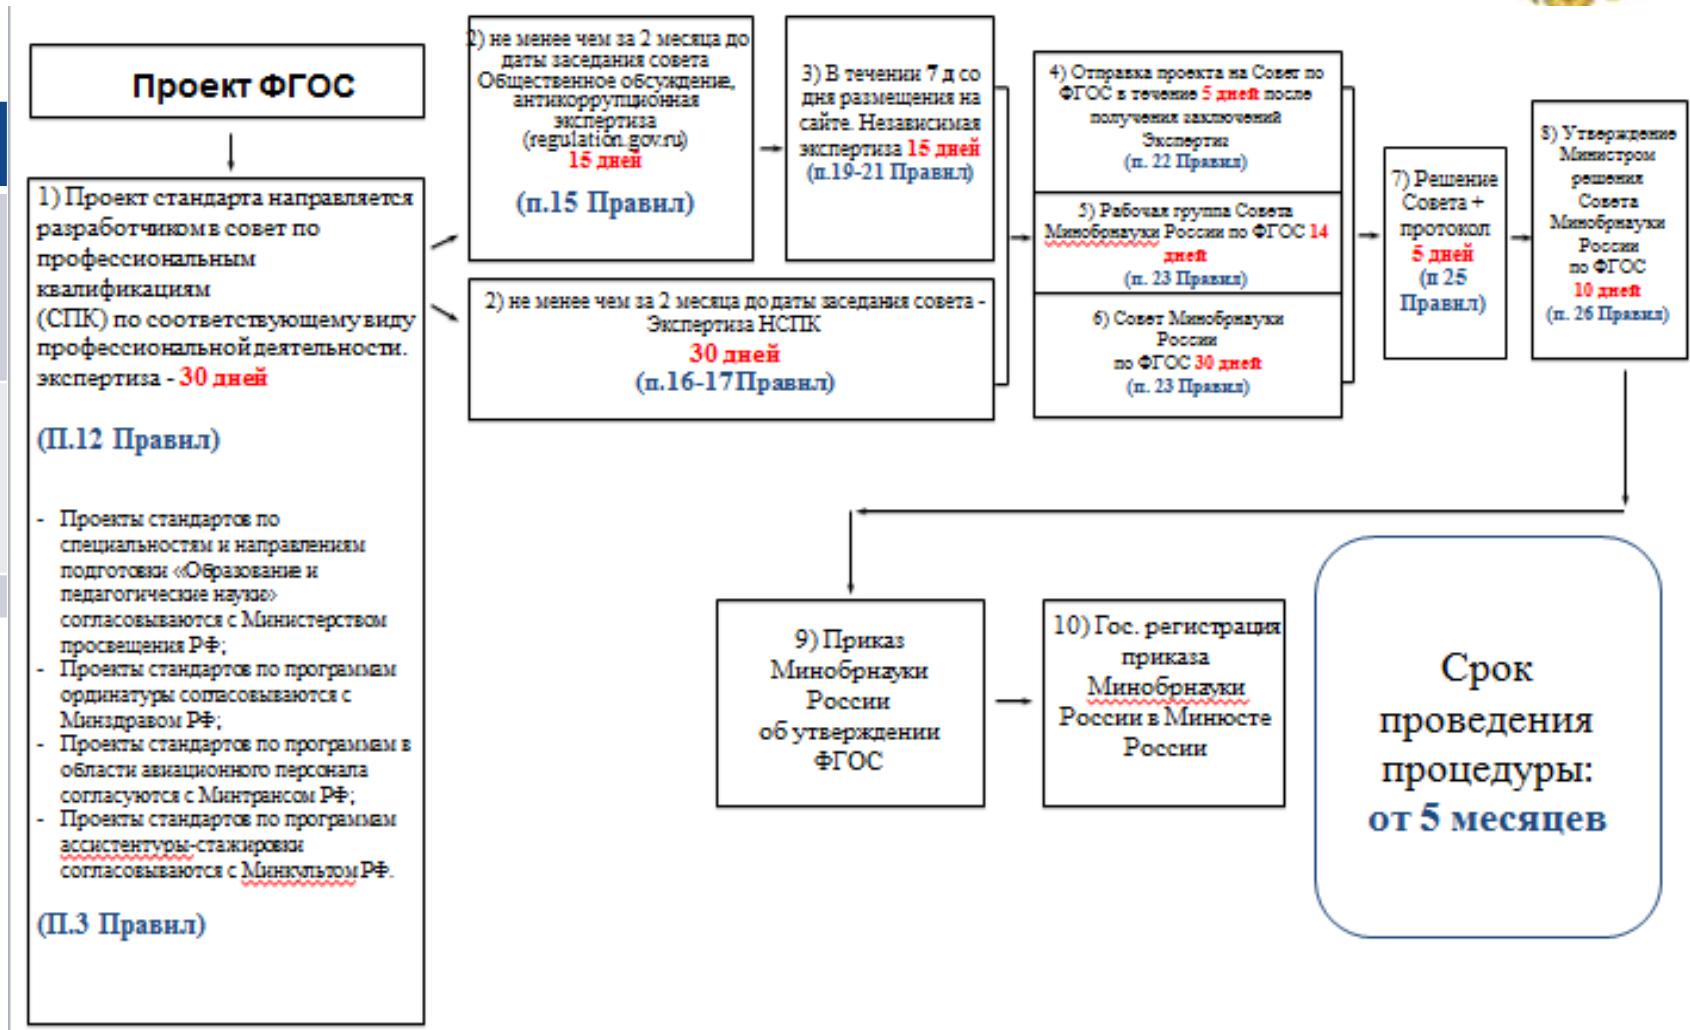 Проект ФГОС
1) Проект стандарта направляется
разработчиком в совет по
профессиональным
квалификациям
(СПК) по соответствующему виду
профессиональной деятельности.
экспертиза - 30 дней
(П.12 Правил)
- Проекты стандартов по
специальностям и направлениям
подготовки «Образование и
педагогические науки»
согласовываются с Министерством
просвещения РФ;
- Проекты стандартов по программам
ординатуры согласовываются с
Минздравом РФ;
- Проекты стандартов по программам в
области авиационного персонала
согласуются с Минтрансом РФ;
- Проекты стандартов по программам
ассистентуры-стажировки
согласовываются с Минкультом РФ.
(П.3 Правил)
2) не менее чем за 2 месяца до
даты заседания совета
Общественное обсуждение,
антикоррупционная
экспертиза
(regulation.gov.ru)
15 дней
(п.15 Правил)
2) не менее чем за 2 месяца до даты заседания совета -
Экспертиза НСПК
30 дней
(п.16-17 Правил)
3) В течении 7 д со
дня размещения на
сайте. Независимая
экспертиза 15 дней
(п.19-21 Правил)
4) Отправка проекта на Совет по
ФГОС в течение 5 дней после
получения заключений
Экспертиз
(п. 22 Правил)
5) Рабочая группа Совета
Минобрнауки России по ФГОС 14
дней
(п. 23 Правил)
6) Совет Минобрнауки
России
по ФГОС 30 дней
(п. 23 Правил)
7) Решение
Совета +
протокол
5 дней
(п 25
Правил)
8) Утверждение
Министром
решения
Совета
Минобрнауки
России
по ФГОС
10 дней
(п. 26 Правил)
9) Приказ
Минобрнауки
России
об утверждении
ФГОС
10) Гос. регистрация
приказа
Минобрнауки
России в Минюсте
России
Срок
проведения
процедуры:
от 5 месяцев